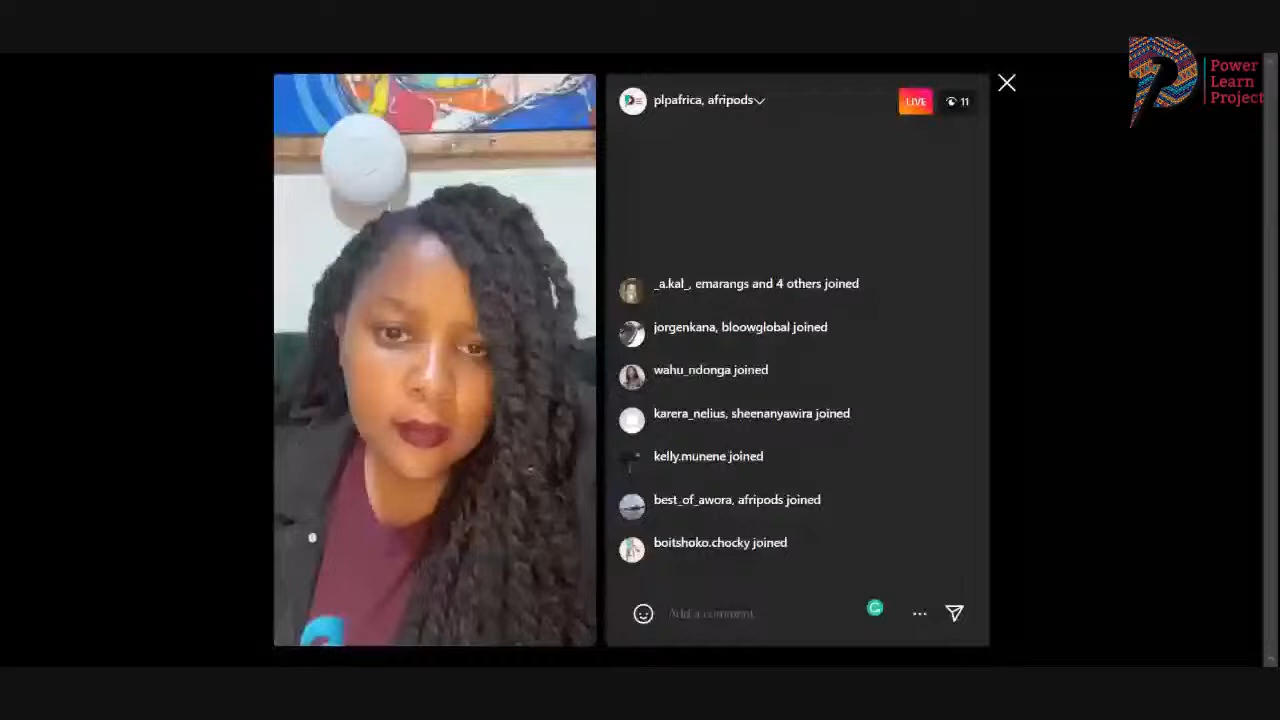 Power
Learn
Project
plpafrica, afripods
LIVE
11
_a.kal_, emarangs and 4 others joined
jorgenkana, bloowglobal joined
wahu_ndonga joined
karera_nelius, sheenanyawira joined
kelly.munene joined
best_of_awora, afripods joined
boitshoko.chocky joined
Add a comment